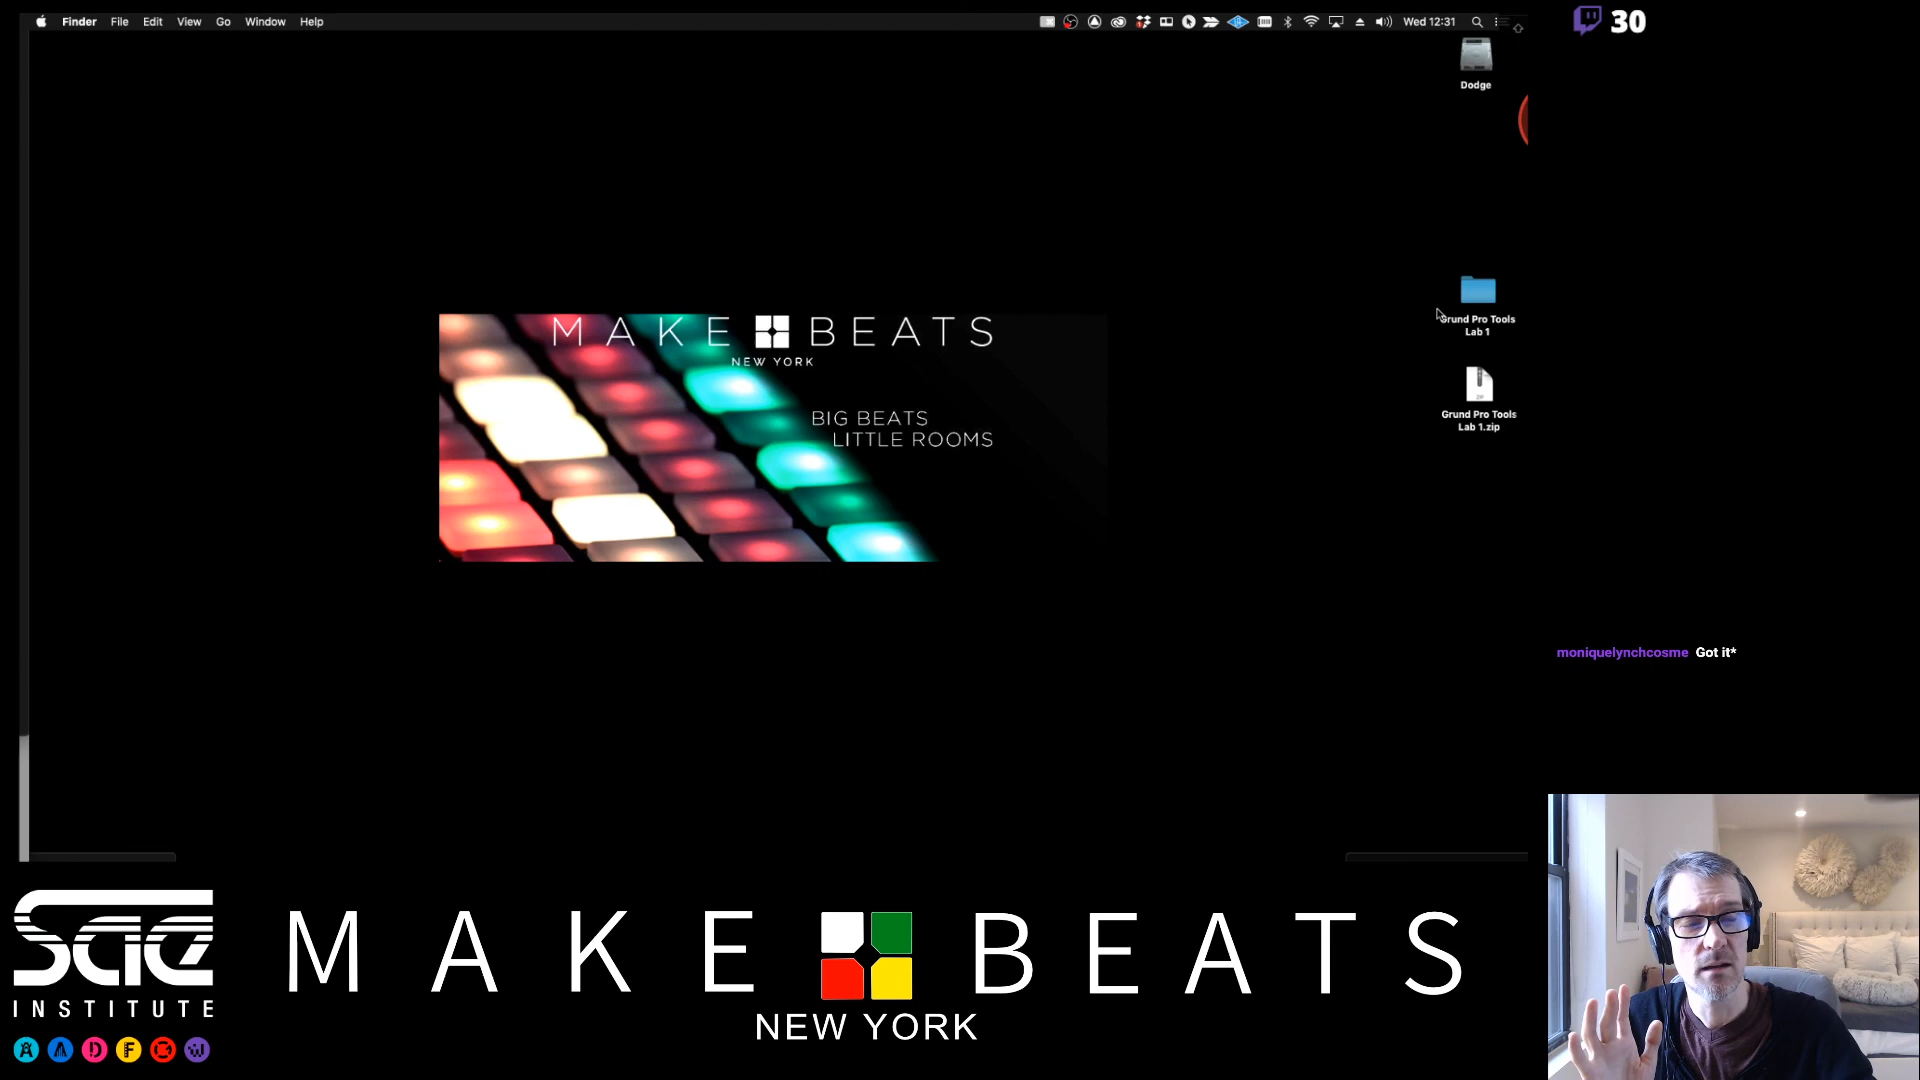 Finder File Edit View Go Window Help
Wed 12:31
30
Dodge
MAKE BEATS
NEW YORK
BIG BEATS
LITTLE ROOMS
Grund Pro Tools
Lab 1
ZIP
Grund Pro Tools
Lab 1.zip
moniquelynchcosme Got it*
sae
INSTITUTE
MAKE BEATS
NEW YORK